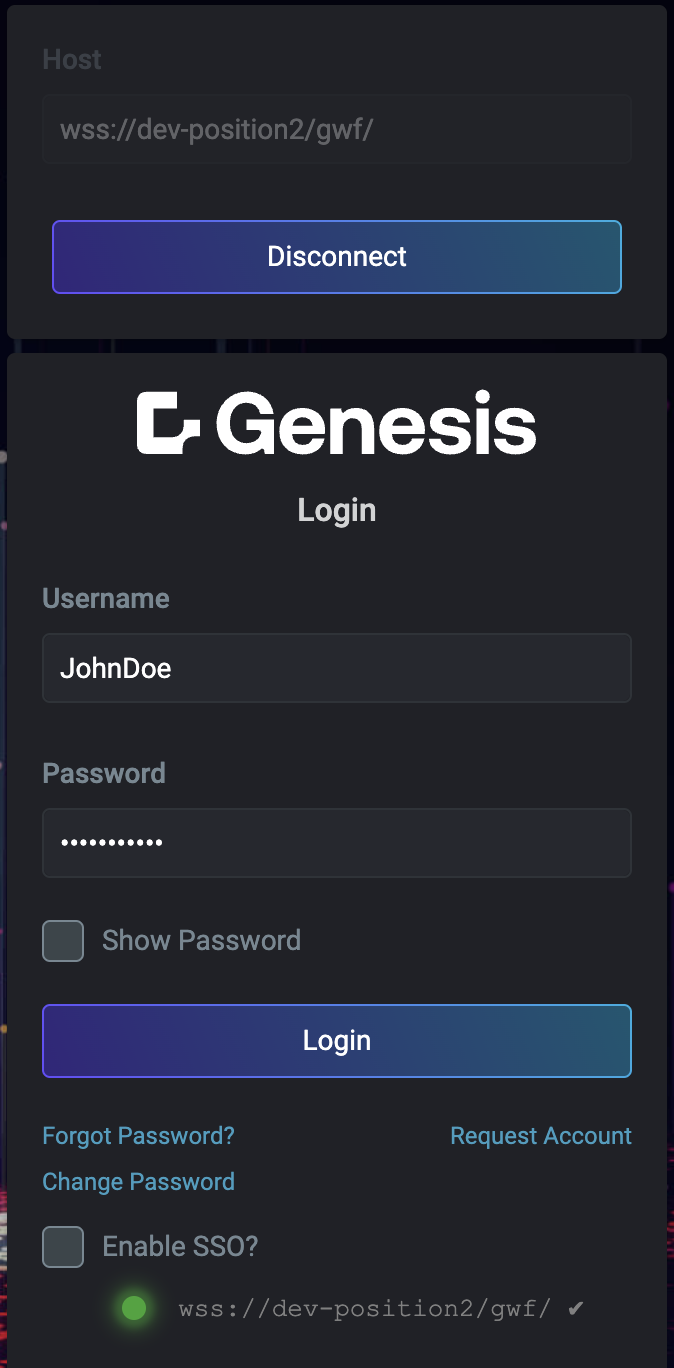 Host
wss://dev-position2/gwf/
Disconnect
Genesis
Login
Username
JohnDoe
Password
•••••••••••
Show Password
Login
Forgot Password? Request Account
Change Password
Enable SSO?
wss://dev-position2/gwf/ ✔